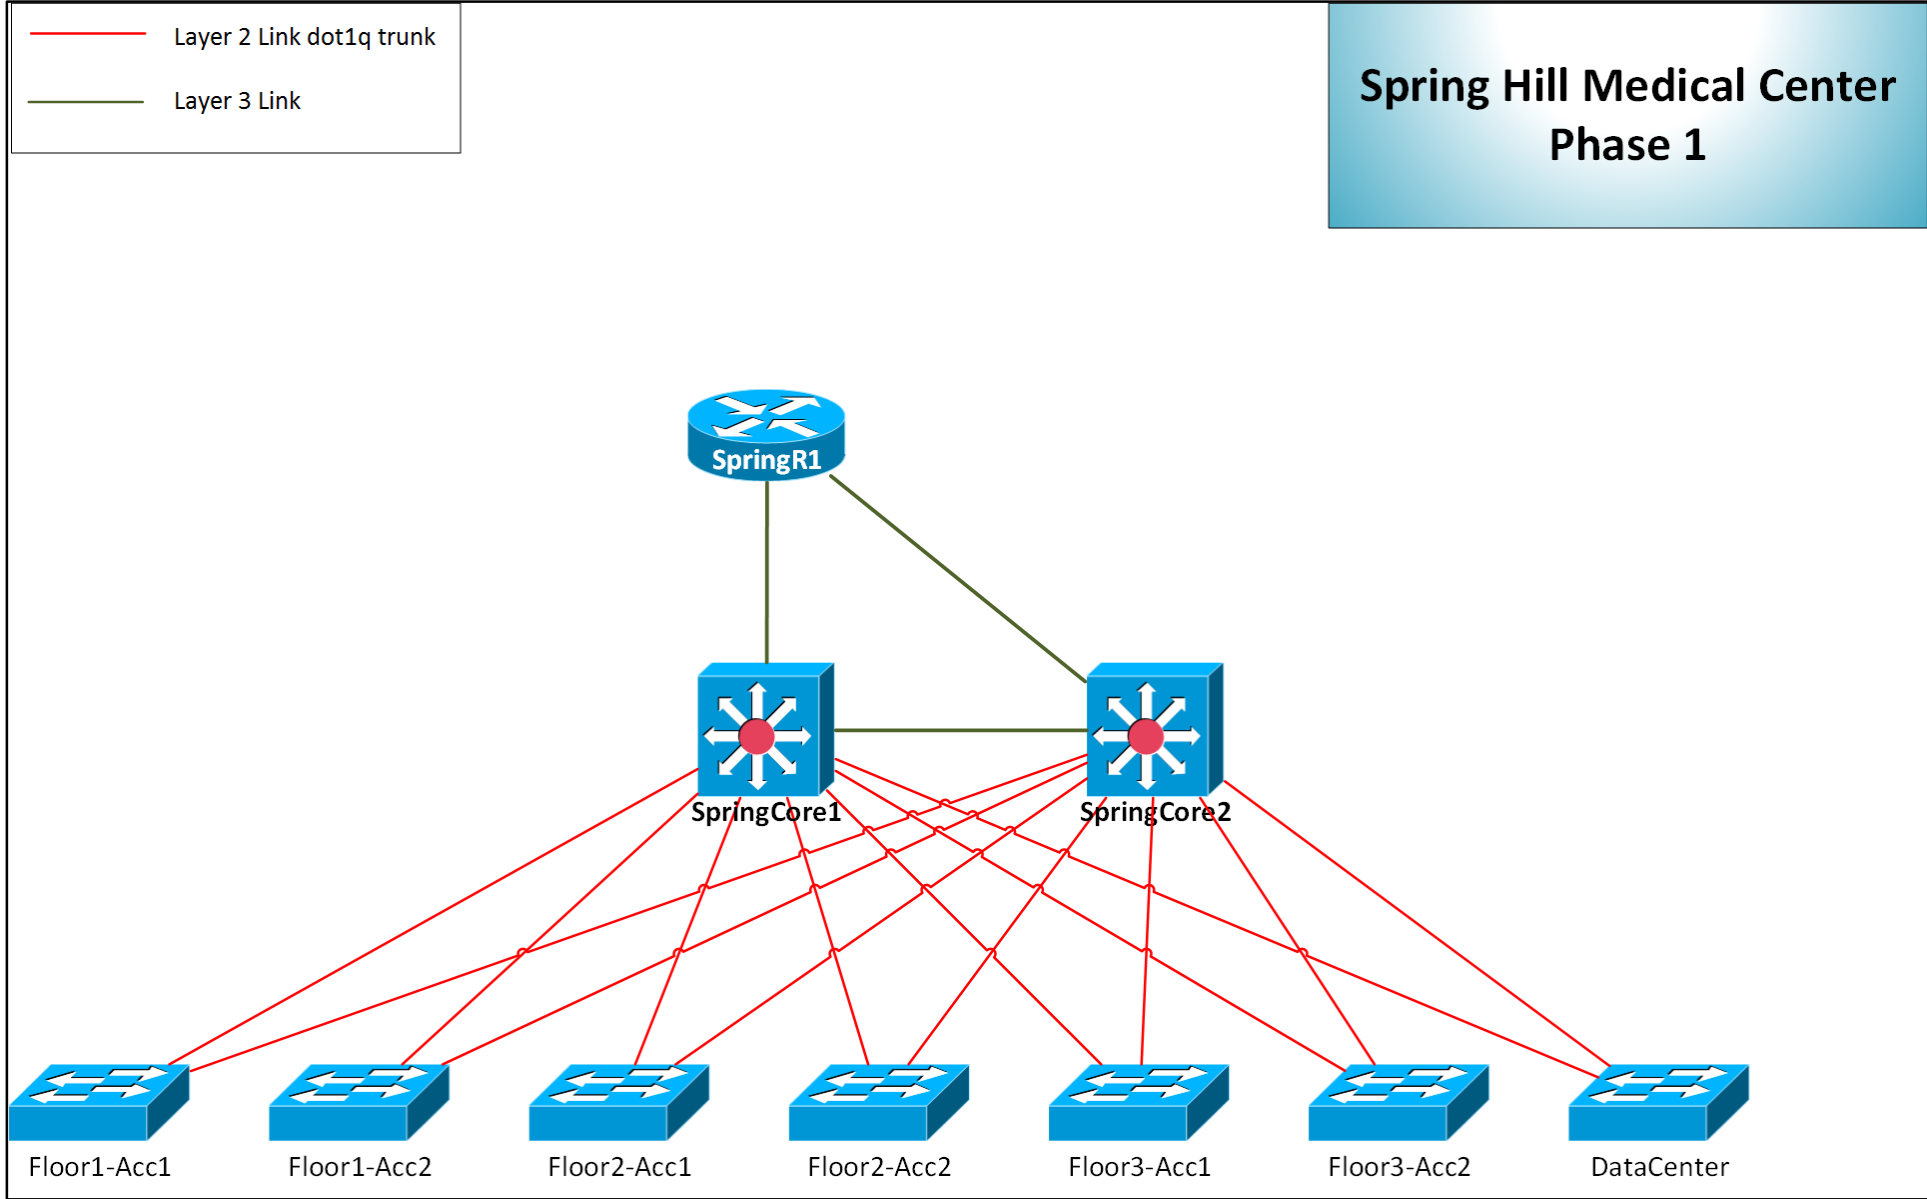 Layer 2 Link dot1q trunk
Layer 3 Link
Spring Hill Medical Center
Phase 1
SpringR1
SpringCore1
SpringCore2
Floor1-Acc1
Floor1-Acc2
Floor2-Acc1
Floor2-Acc2
Floor3-Acc1
Floor3-Acc2
DataCenter